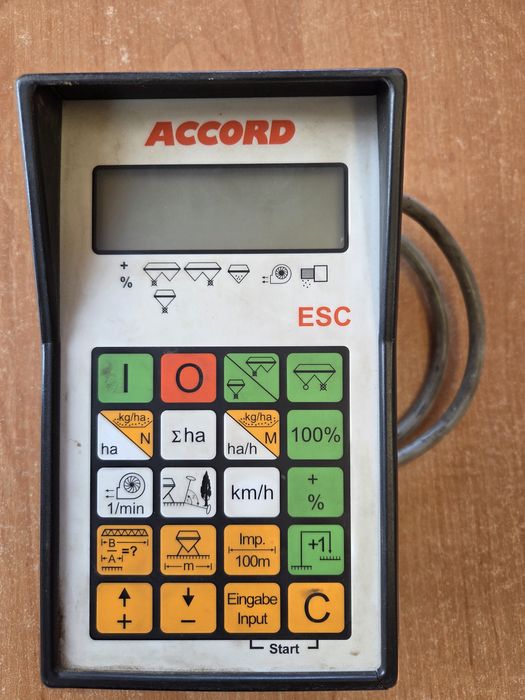 ACCORD
+
%
ESC
I O
kg/ha
N
ha
Σha
kg/ha
M
ha/h
100%
1/min
km/h
+
%
B
A
=?
m
Imp.
100m
+1
+
−
Eingabe
Input
C
Start